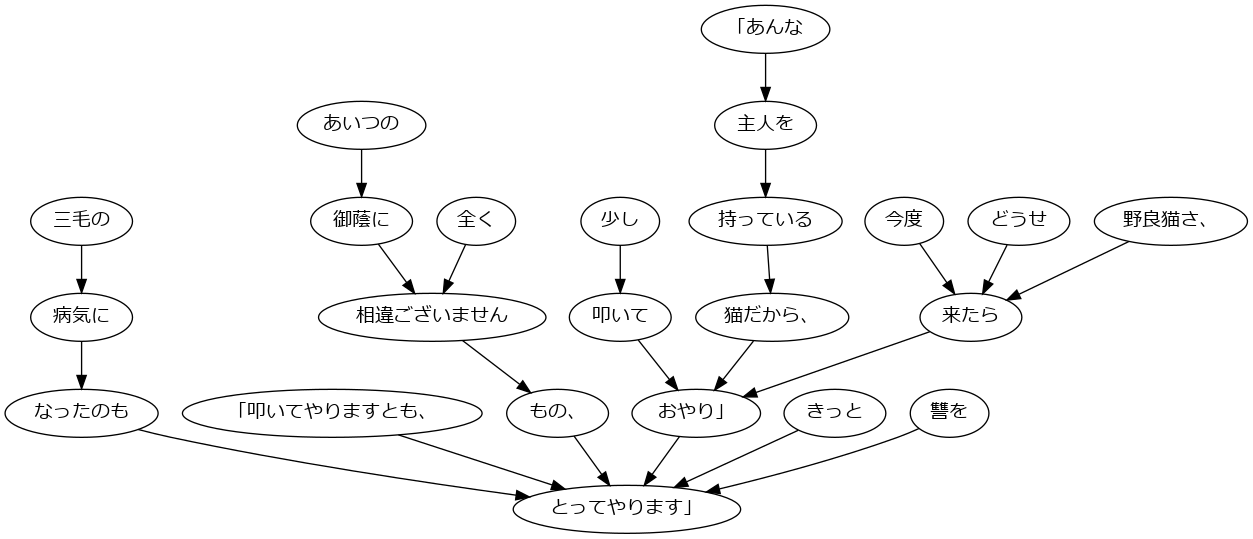 「あんな
あいつの
主人を
三毛の
御蔭に
全く
少し
持っている
今度
どうせ
野良猫さ、
病気に
相違ございません
叩いて
猫だから、
来たら
なったのも
「叩いてやりますとも、
もの、
おやり」
きっと
讐を
とってやります」